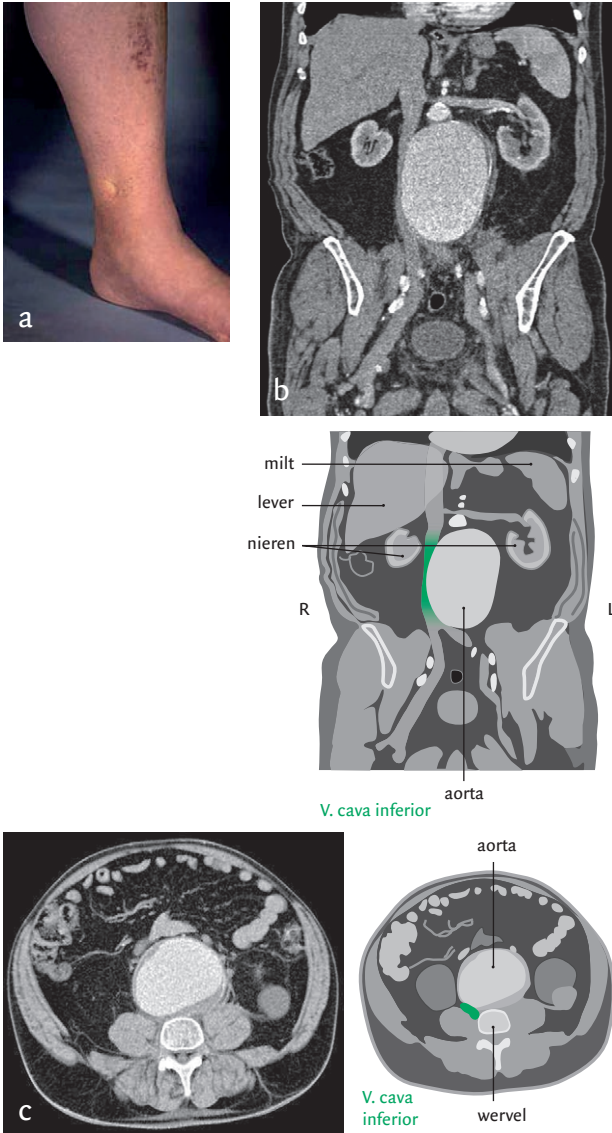 a
b
milt
lever
nieren
R
L
aorta
V. cava inferior
aorta
c
V. cava
inferior
wervel